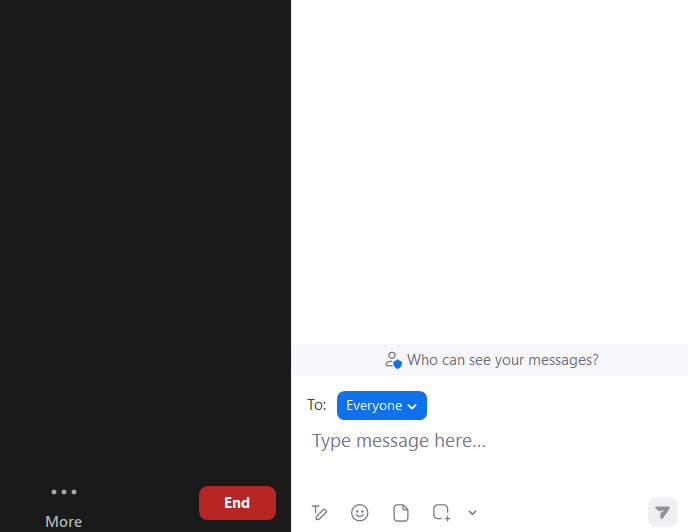 Who can see your messages?
To: Everyone
Type message here...
End
More